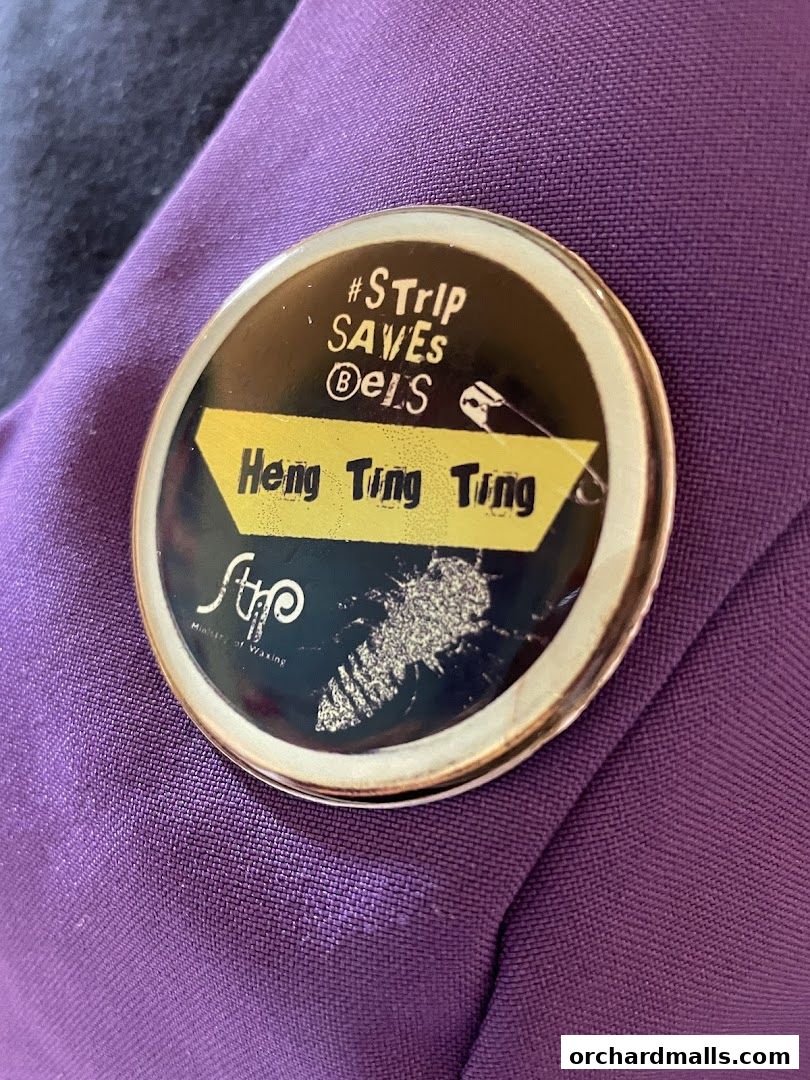 #STrIP
SAVEs
BeeS
Heng Ting Ting
Strip
Ministry of Waxing
orchardmalls.com